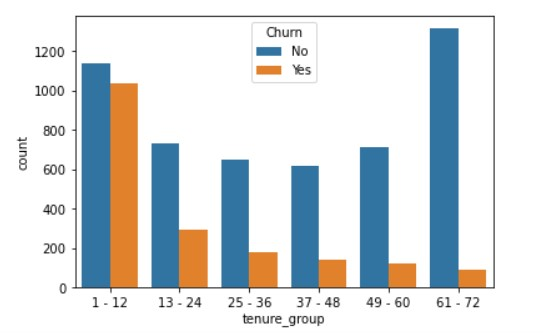 Churn
No
Yes
1200
1000
800
600
400
200
0
count
1 - 12 13 - 24 25 - 36 37 - 48 49 - 60 61 - 72
tenure_group